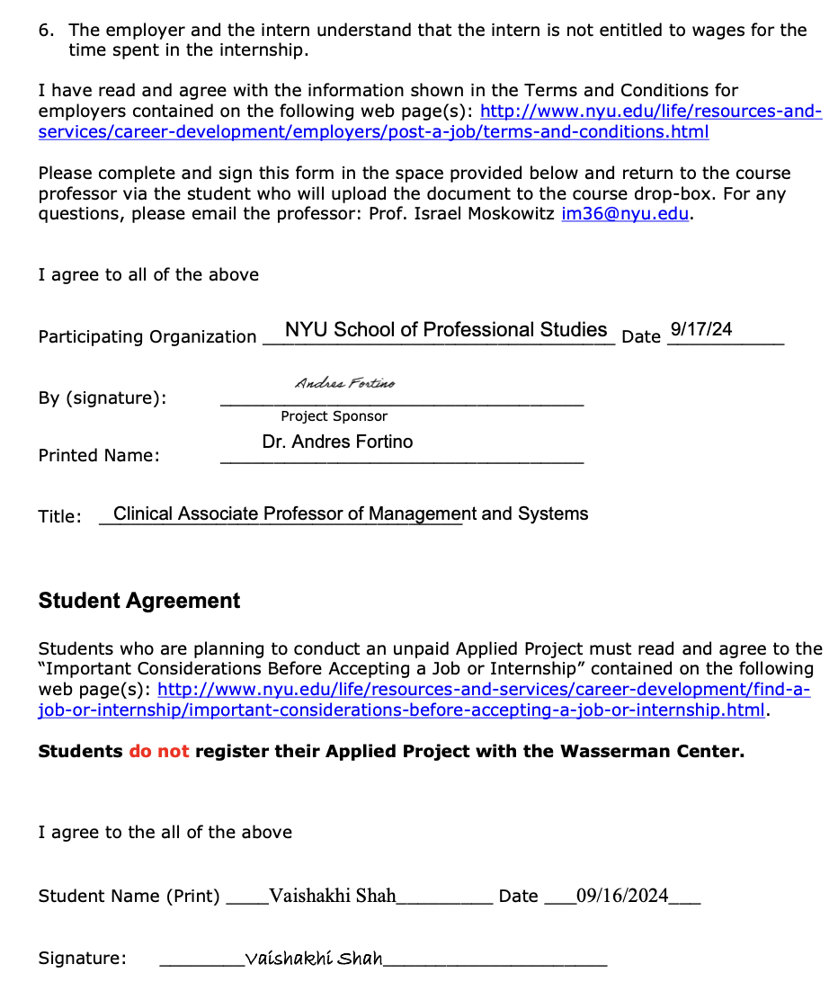 6. The employer and the intern understand that the intern is not entitled to wages for the
time spent in the internship.
I have read and agree with the information shown in the Terms and Conditions for
employers contained on the following web page(s): http://www.nyu.edu/life/resources-and-
services/career-development/employers/post-a-job/terms-and-conditions.html
Please complete and sign this form in the space provided below and return to the course
professor via the student who will upload the document to the course drop-box. For any
questions, please email the professor: Prof. Israel Moskowitz im36@nyu.edu.
I agree to all of the above
Participating Organization NYU School of Professional Studies Date 9/17/24
By (signature): Andres Fortino
Project Sponsor
Printed Name: Dr. Andres Fortino
Title: Clinical Associate Professor of Management and Systems
Student Agreement
Students who are planning to conduct an unpaid Applied Project must read and agree to the
“Important Considerations Before Accepting a Job or Internship” contained on the following
web page(s): http://www.nyu.edu/life/resources-and-services/career-development/find-a-
job-or-internship/important-considerations-before-accepting-a-job-or-internship.html.
Students do not register their Applied Project with the Wasserman Center.
I agree to the all of the above
Student Name (Print) ____Vaishakhi Shah_________ Date ___09/16/2024___
Signature: ________Vaishakhi Shah_____________________